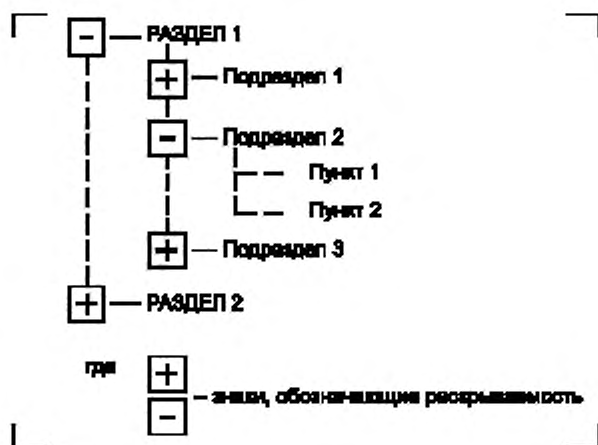 РАЗДЕЛ 1
Подраздел 1
Подраздел 2
Пункт 1
Пункт 2
Подраздел 3
РАЗДЕЛ 2
где
– знаки, обозначающие раскрываемость